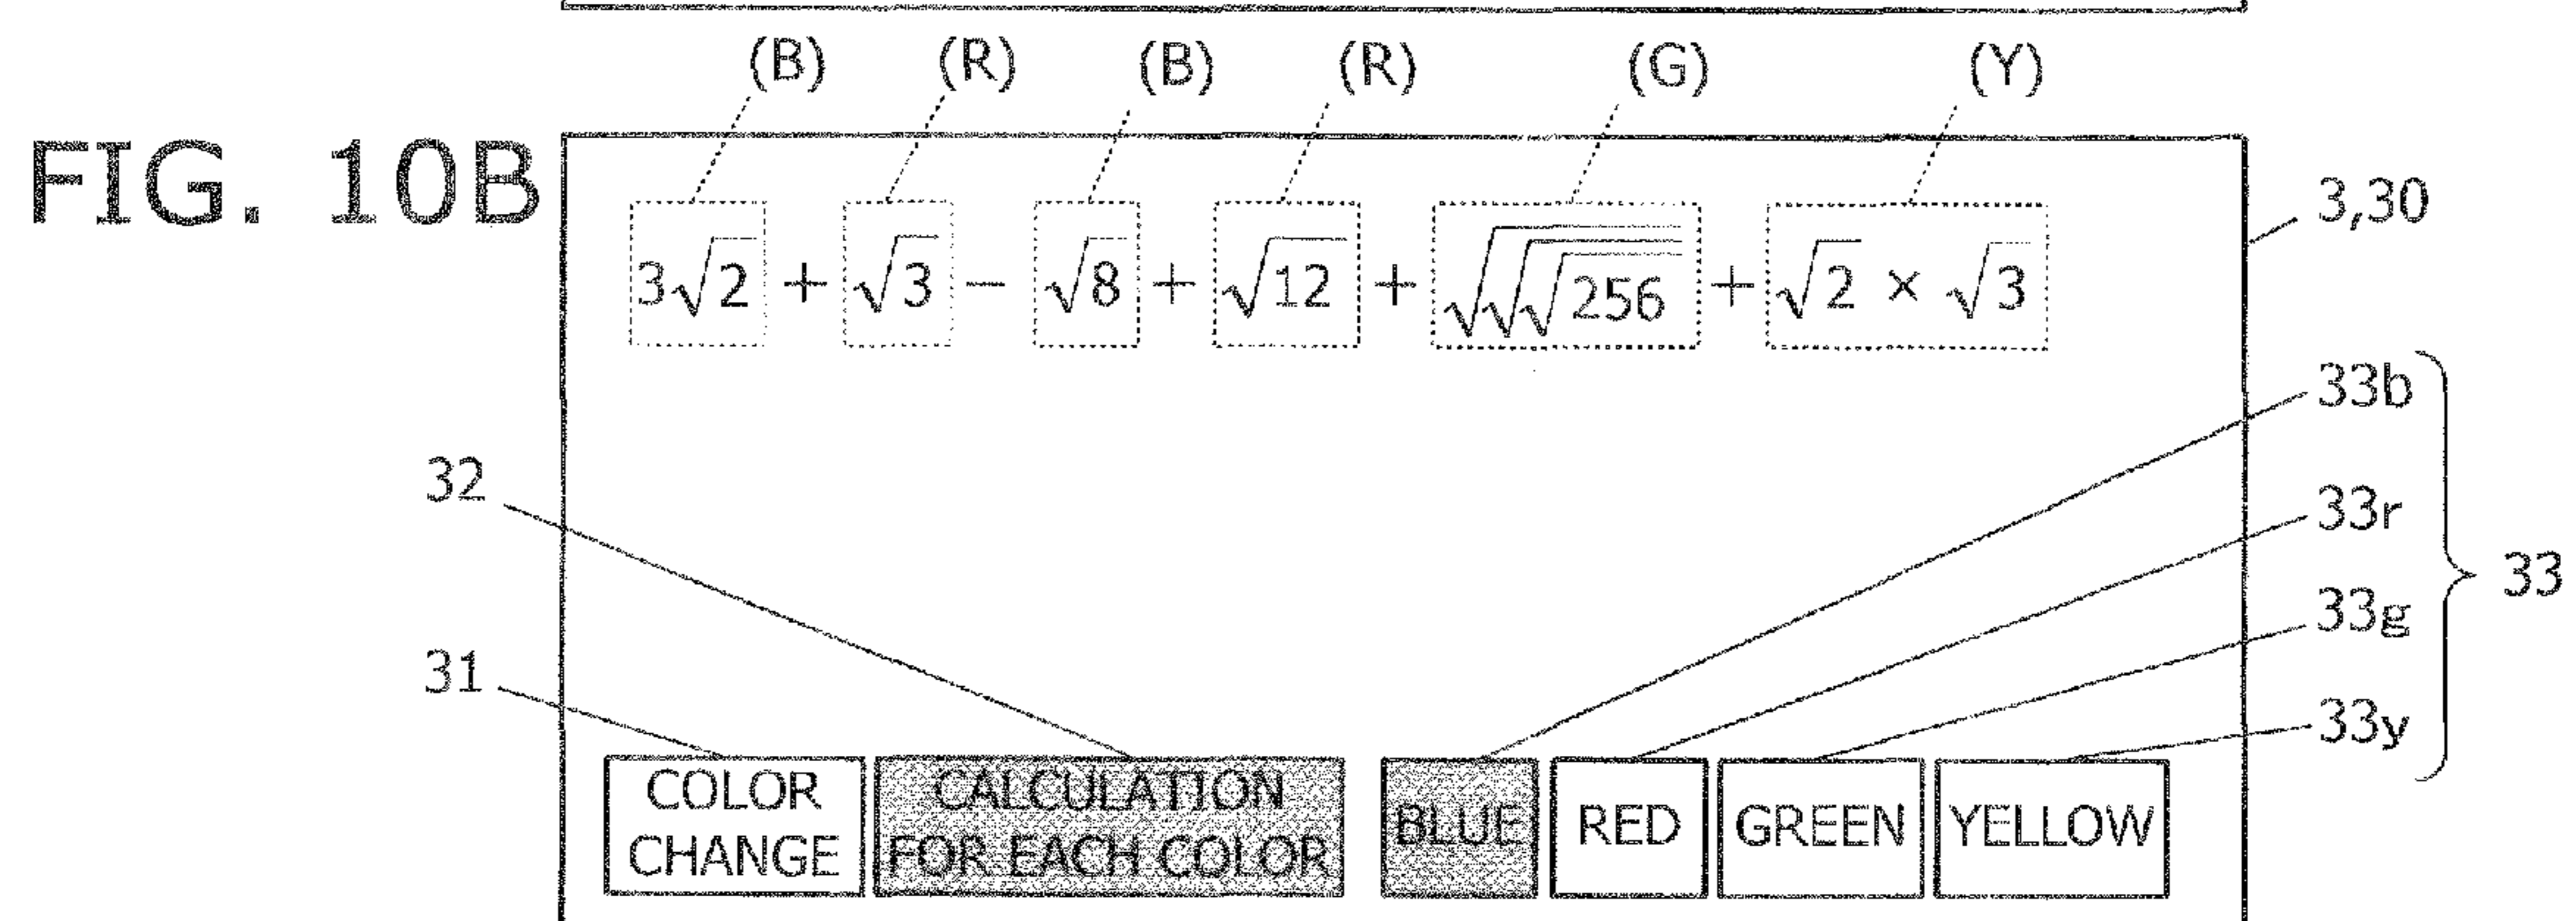 (B) (R) (B) (R) (G) (Y)
FIG. 10B
3,30
3√2 + √3 − √8 + √12 + √√√256 + √2 × √3
33b
32
33r
33
33g
31
33y
COLOR CHANGE
CALCULATION FOR EACH COLOR
BLUE
RED
GREEN
YELLOW